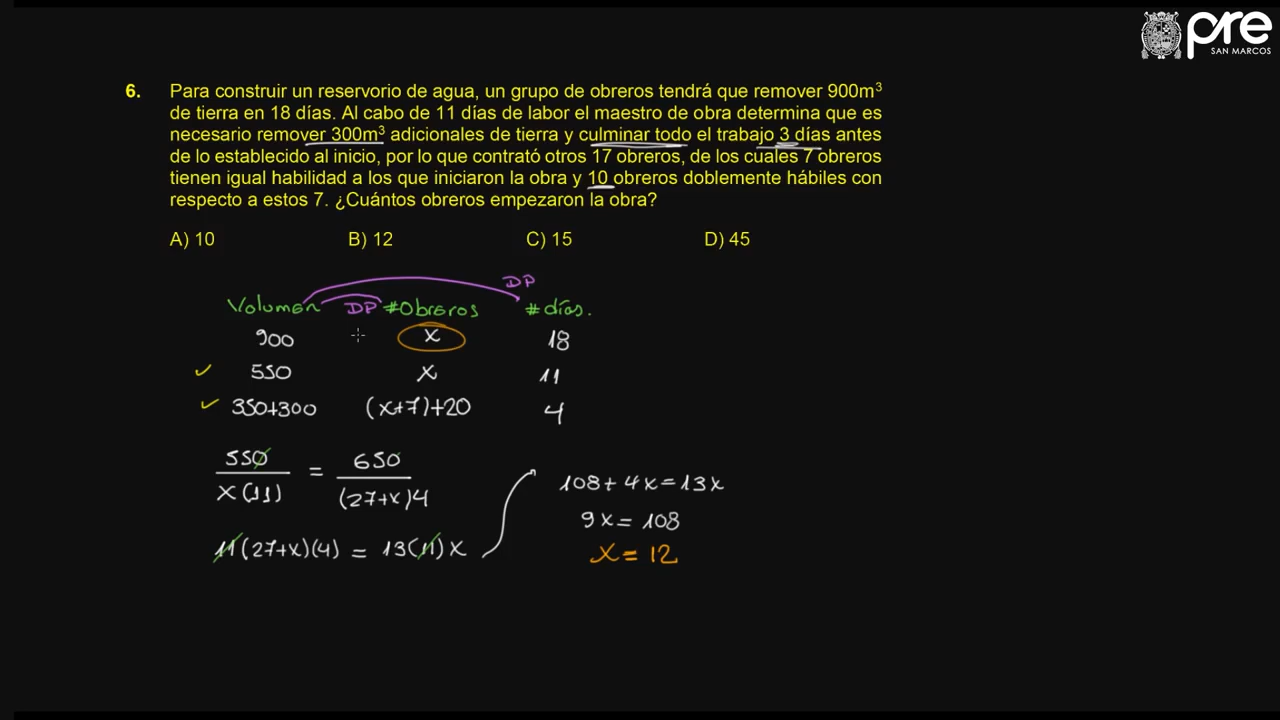 pre
SAN MARCOS
6. Para construir un reservorio de agua, un grupo de obreros tendrá que remover 900m³
de tierra en 18 días. Al cabo de 11 días de labor el maestro de obra determina que es
necesario remover 300m³ adicionales de tierra y culminar todo el trabajo 3 días antes
de lo establecido al inicio, por lo que contrató otros 17 obreros, de los cuales 7 obreros
tienen igual habilidad a los que iniciaron la obra y 10 obreros doblemente hábiles con
respecto a estos 7. ¿Cuántos obreros empezaron la obra?
A) 10 B) 12 C) 15 D) 45
DP
Volumen DP #Obreros #días.
900 x 18
550 x 11
350+300 (x+7)+20 4
550 / x(11) = 650 / (27+x)4
11(27+x)(4) = 13(11)x
108+4x=13x
9x=108
x=12